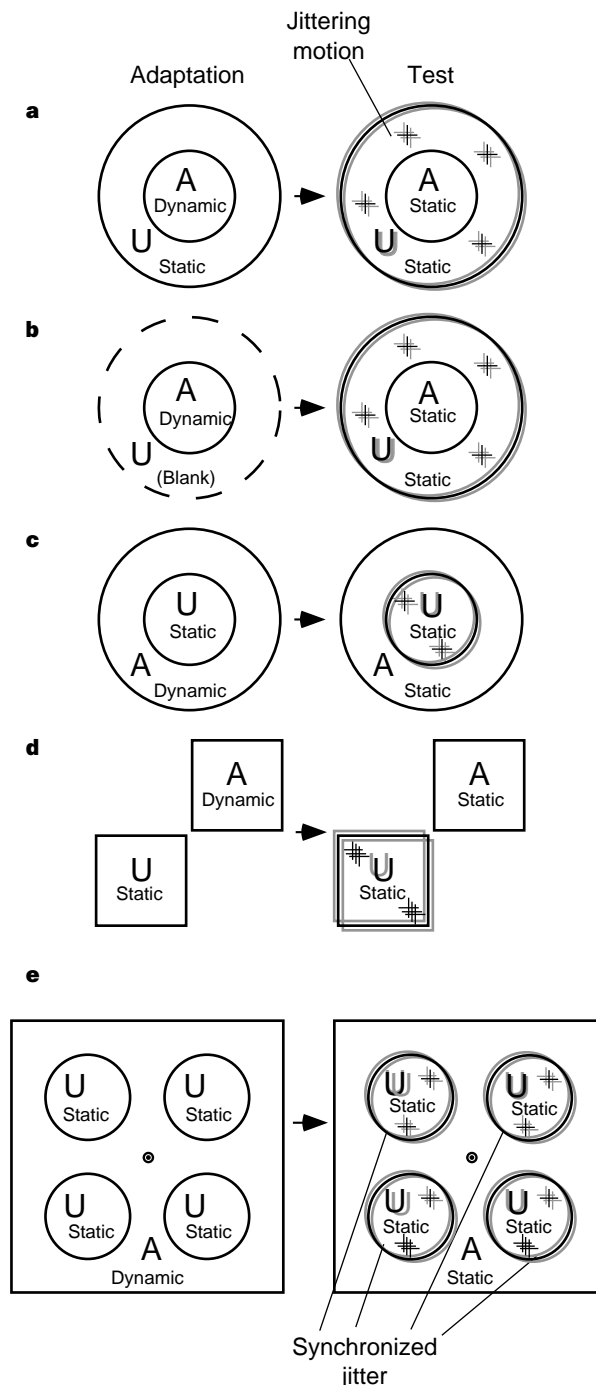 Jittering
motion
Adaptation Test
a
A A
Dynamic Static
U U
Static Static
b
A A
Dynamic Static
U U
(Blank) Static
c
U U
Static Static
A A
Dynamic Static
d
A A
Dynamic Static
U U
Static Static
e
U U U U
Static Static Static Static
U U U U
Static Static Static Static
A A
Dynamic Static
Synchronized
jitter